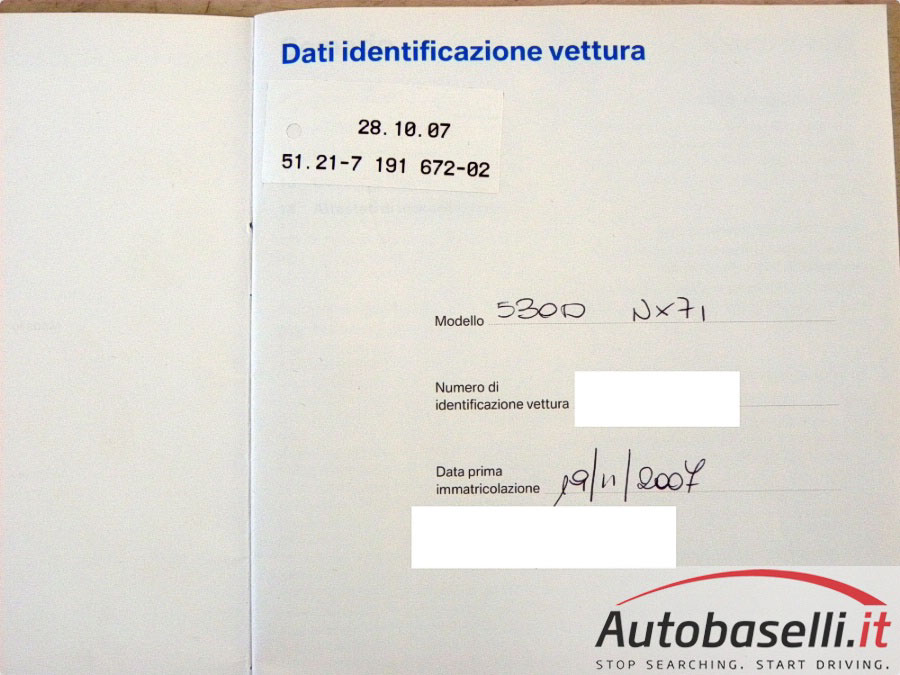 Dati identificazione vettura
28.10.07
51.21-7 191 672-02
Modello 530D NX71
Numero di
identificazione vettura
Data prima
immatricolazione 19/11/2007
Autobaselli.it
STOP SEARCHING. START DRIVING.